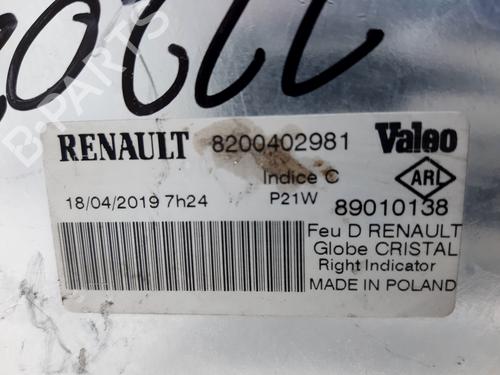 RENAULT 8200402981 Valeo
Indice C ARL
18/04/2019 7h24 P21W 89010138
Feu D RENAULT
Globe CRISTAL
Right Indicator
MADE IN POLAND
B-PARTS